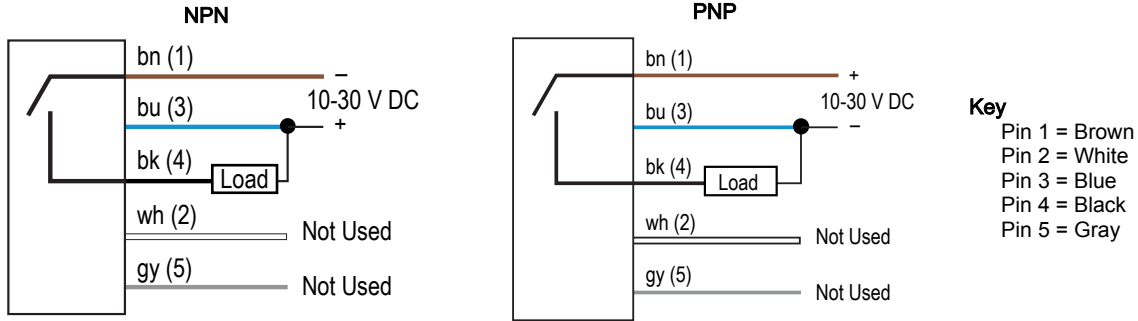 NPN
bn (1)
−
10-30 V DC
bu (3)
+
bk (4)
Load
wh (2)
Not Used
gy (5)
Not Used
PNP
bn (1)
+
10-30 V DC
bu (3)
−
bk (4)
Load
wh (2)
Not Used
gy (5)
Not Used
Key
Pin 1 = Brown
Pin 2 = White
Pin 3 = Blue
Pin 4 = Black
Pin 5 = Gray